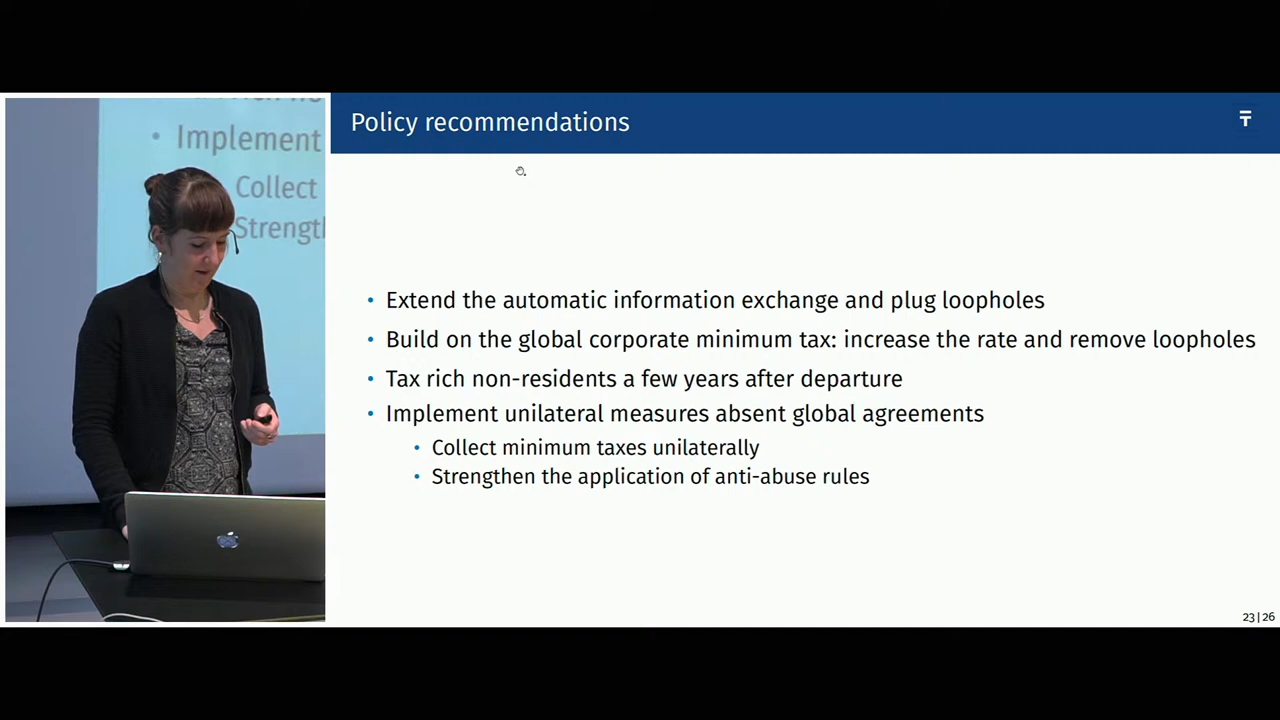 Policy recommendations
Extend the automatic information exchange and plug loopholes
Build on the global corporate minimum tax: increase the rate and remove loopholes
Tax rich non-residents a few years after departure
Implement unilateral measures absent global agreements
Collect minimum taxes unilaterally
Strengthen the application of anti-abuse rules
23|26
Implement
Collect
Strengt